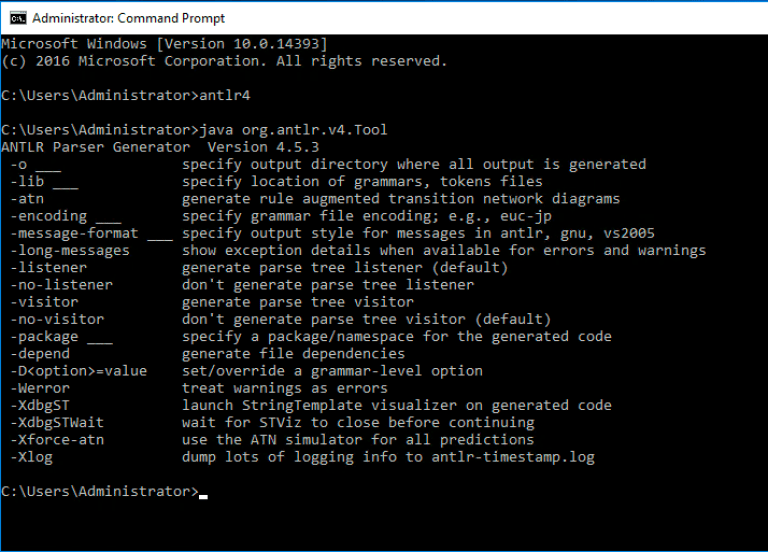 Administrator: Command Prompt
Microsoft Windows [Version 10.0.14393]
(c) 2016 Microsoft Corporation. All rights reserved.
C:\Users\Administrator>antlr4
C:\Users\Administrator>java org.antlr.v4.Tool
ANTLR Parser Generator  Version 4.5.3
 -o ___              specify output directory where all output is generated
 -lib ___            specify location of grammars, tokens files
 -atn                generate rule augmented transition network diagrams
 -encoding ___       specify grammar file encoding; e.g., euc-jp
 -message-format ___ specify output style for messages in antlr, gnu, vs2005
 -long-messages      show exception details when available for errors and warnings
 -listener           generate parse tree listener (default)
 -no-listener        don't generate parse tree listener
 -visitor            generate parse tree visitor
 -no-visitor         don't generate parse tree visitor (default)
 -package ___        specify a package/namespace for the generated code
 -depend             generate file dependencies
 -D<option>=value    set/override a grammar-level option
 -Werror             treat warnings as errors
 -XdbgST             launch StringTemplate visualizer on generated code
 -XdbgSTWait         wait for STViz to close before continuing
 -Xforce-atn         use the ATN simulator for all predictions
 -Xlog               dump lots of logging info to antlr-timestamp.log
C:\Users\Administrator>